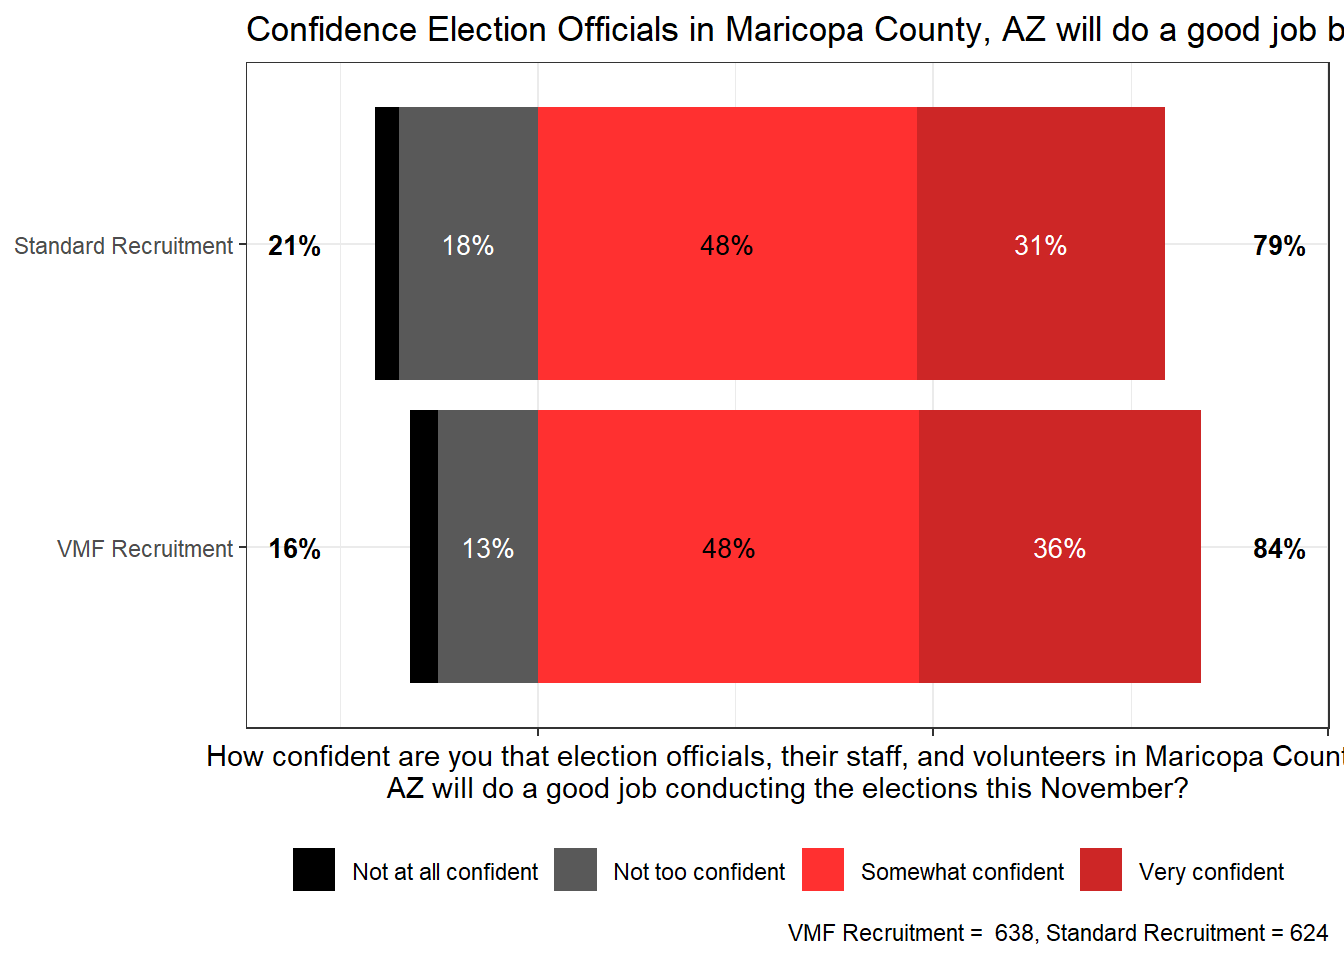 Confidence Election Officials in Maricopa County, AZ will do a good job
Standard Recruitment 21% 18% 48% 31% 79%
VMF Recruitment 16% 13% 48% 36% 84%
How confident are you that election officials, their staff, and volunteers in Maricopa
AZ will do a good job conducting the elections this November?
Not at all confident Not too confident Somewhat confident Very confident
VMF Recruitment = 638, Standard Recruitment = 624